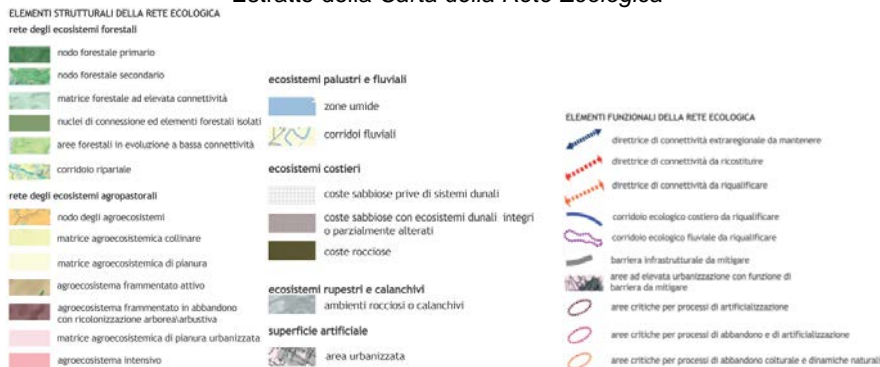 Estratto della Carta della Rete Ecologica
ELEMENTI STRUTTURALI DELLA RETE ECOLOGICA
rete degli ecosistemi forestali
nodo forestale primario
nodo forestale secondario
matrice forestale ad elevata connettività
nuclei di connessione ed elementi forestali isolati
aree forestali in evoluzione a bassa connettività
corridoio ripariale
rete degli ecosistemi agropastorali
nodo degli agroecosistemi
matrice agroecosistemica collinare
matrice agroecosistemica di pianura
agroecosistema frammentato attivo
agroecosistema frammentato in abbandono
con ricolonizzazione arborea\arbustiva
matrice agroecosistemica di pianura urbanizzata
agroecosistema intensivo
ecosistemi palustri e fluviali
zone umide
corridoi fluviali
ecosistemi costieri
coste sabbiose prive di sistemi dunali
coste sabbiose con ecosistemi dunali integri
o parzialmente alterati
coste rocciose
ecosistemi rupestri e calanchivi
ambienti rocciosi o calanchivi
superficie artificiale
area urbanizzata
ELEMENTI FUNZIONALI DELLA RETE ECOLOGICA
direttrice di connettività extraregionale da mantenere
direttrice di connettività da ricostituire
direttrice di connettività da riqualificare
corridoio ecologico costiero da riqualificare
corridoio ecologico fluviale da riqualificare
barriera infrastrutturale da mitigare
aree ad elevata urbanizzazione con funzione di
barriera da mitigare
aree critiche per processi di artificializzazione
aree critiche per processi di abbandono e di artificializzazione
aree critiche per processi di abbandono colturale e dinamiche naturali